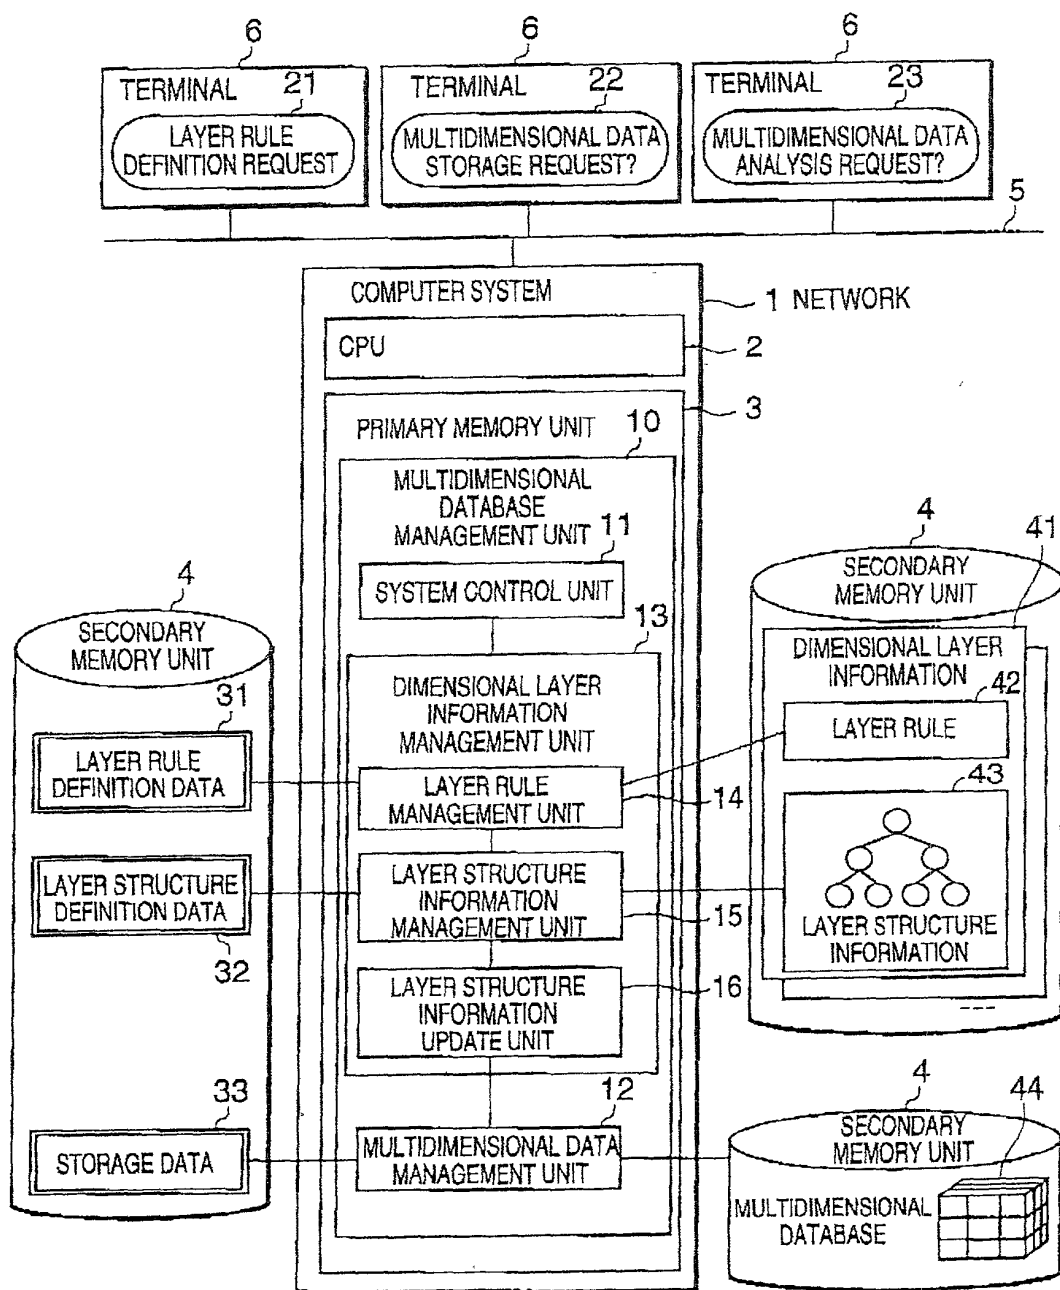 6
6
6
TERMINAL
21
LAYER RULE
DEFINITION REQUEST
TERMINAL
22
MULTIDIMENSIONAL DATA
STORAGE REQUEST?
TERMINAL
23
MULTIDIMENSIONAL DATA
ANALYSIS REQUEST?
5
COMPUTER SYSTEM
1 NETWORK
CPU
2
3
PRIMARY MEMORY UNIT
10
MULTIDIMENSIONAL
DATABASE
MANAGEMENT UNIT
11
SYSTEM CONTROL UNIT
13
DIMENSIONAL LAYER
INFORMATION
MANAGEMENT UNIT
LAYER RULE
MANAGEMENT UNIT
14
LAYER STRUCTURE
INFORMATION
MANAGEMENT UNIT
15
LAYER STRUCTURE
INFORMATION
UPDATE UNIT
16
12
MULTIDIMENSIONAL DATA
MANAGEMENT UNIT
4
SECONDARY
MEMORY UNIT
31
LAYER RULE
DEFINITION DATA
LAYER STRUCTURE
DEFINITION DATA
32
33
STORAGE DATA
4
41
SECONDARY
MEMORY UNIT
DIMENSIONAL LAYER
INFORMATION
42
LAYER RULE
43
LAYER STRUCTURE
INFORMATION
4
44
SECONDARY
MEMORY UNIT
MULTIDIMENSIONAL
DATABASE